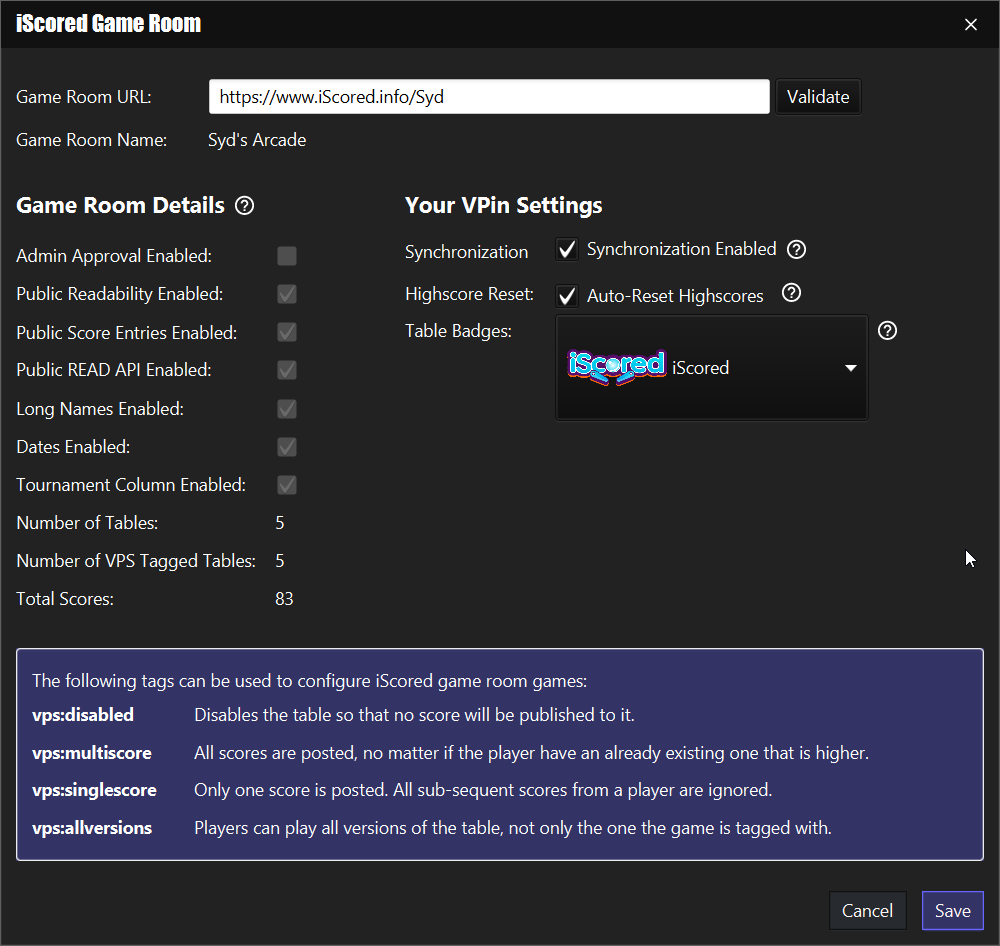 iScored Game Room
Game Room URL: https://www.iScored.info/Syd Validate
Game Room Name: Syd's Arcade
Game Room Details ?
Admin Approval Enabled:
Public Readability Enabled:
Public Score Entries Enabled:
Public READ API Enabled:
Long Names Enabled:
Dates Enabled:
Tournament Column Enabled:
Number of Tables: 5
Number of VPS Tagged Tables: 5
Total Scores: 83
Your VPin Settings
Synchronization Synchronization Enabled ?
Highscore Reset: Auto-Reset Highscores ?
Table Badges: ?
iScored iScored
The following tags can be used to configure iScored game room games:
vps:disabled Disables the table so that no score will be published to it.
vps:multiscore All scores are posted, no matter if the player have an already existing one that is higher.
vps:singlescore Only one score is posted. All sub-sequent scores from a player are ignored.
vps:allversions Players can play all versions of the table, not only the one the game is tagged with.
Cancel Save